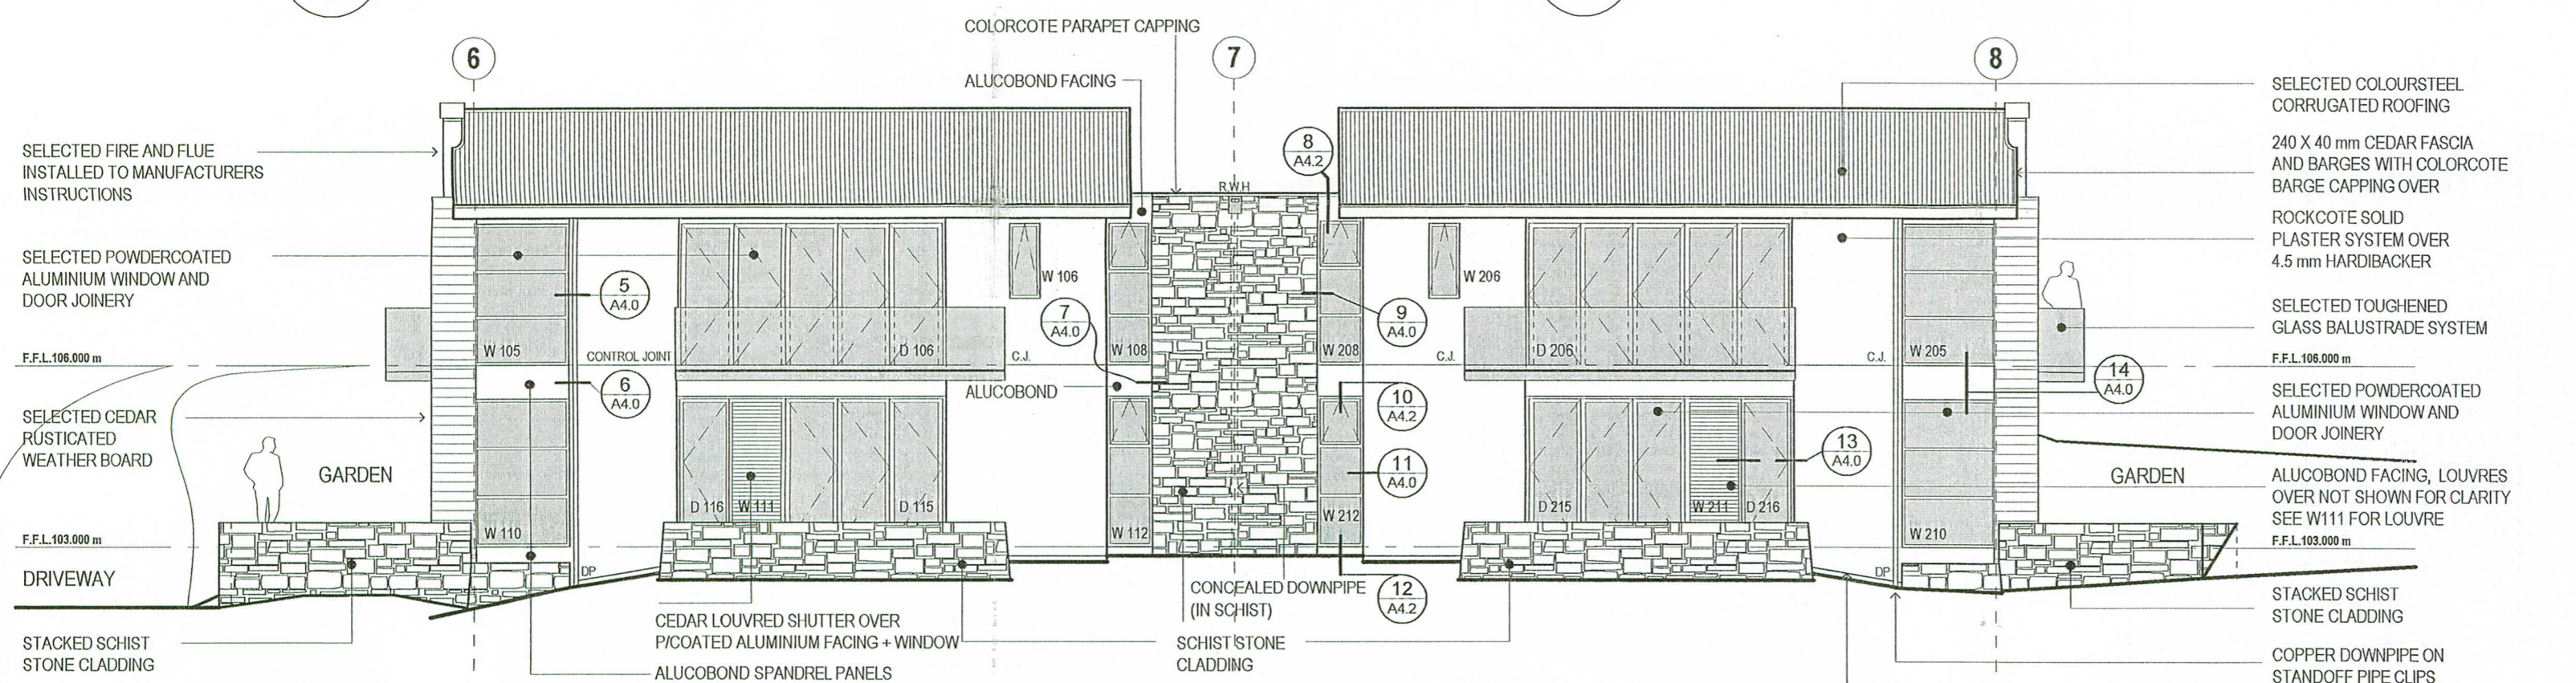 COLORCOTE PARAPET CAPPING
6
7
8
ALUCOBOND FACING
SELECTED COLOURSTEEL
CORRUGATED ROOFING
SELECTED FIRE AND FLUE
INSTALLED TO MANUFACTURERS
INSTRUCTIONS
8
A4.2
240 X 40 mm CEDAR FASCIA
AND BARGES WITH COLORCOTE
BARGE CAPPING OVER
R.W.H
ROCKCOTE SOLID
PLASTER SYSTEM OVER
4.5 mm HARDIBACKER
SELECTED POWDERCOATED
ALUMINIUM WINDOW AND
DOOR JOINERY
W 106
W 206
5
A4.0
7
A4.0
9
A4.0
SELECTED TOUGHENED
GLASS BALUSTRADE SYSTEM
F.F.L.106.000 m
W 105
CONTROL JOINT
D 106
C.J.
W 108
W 208
C.J.
D 206
C.J.
W 205
F.F.L.106.000 m
6
A4.0
ALUCOBOND
10
A4.2
14
A4.0
SELECTED CEDAR
RUSTICATED
WEATHER BOARD
SELECTED POWDERCOATED
ALUMINIUM WINDOW AND
DOOR JOINERY
GARDEN
11
A4.0
13
A4.0
GARDEN
ALUCOBOND FACING, LOUVRES
OVER NOT SHOWN FOR CLARITY
SEE W111 FOR LOUVRE
D 116
W 111
D 115
W 212
D 215
W 211
D 216
W 110
W 112
W 210
F.F.L.103.000 m
F.F.L.103.000 m
DRIVEWAY
DP
DP
CONCEALED DOWNPIPE
(IN SCHIST)
12
A4.2
STACKED SCHIST
STONE CLADDING
CEDAR LOUVRED SHUTTER OVER
P/COATED ALUMINIUM FACING + WINDOW
SCHIST STONE
CLADDING
STACKED SCHIST
STONE CLADDING
ALUCOBOND SPANDREL PANELS
COPPER DOWNPIPE ON
STANDOFF PIPE CLIPS